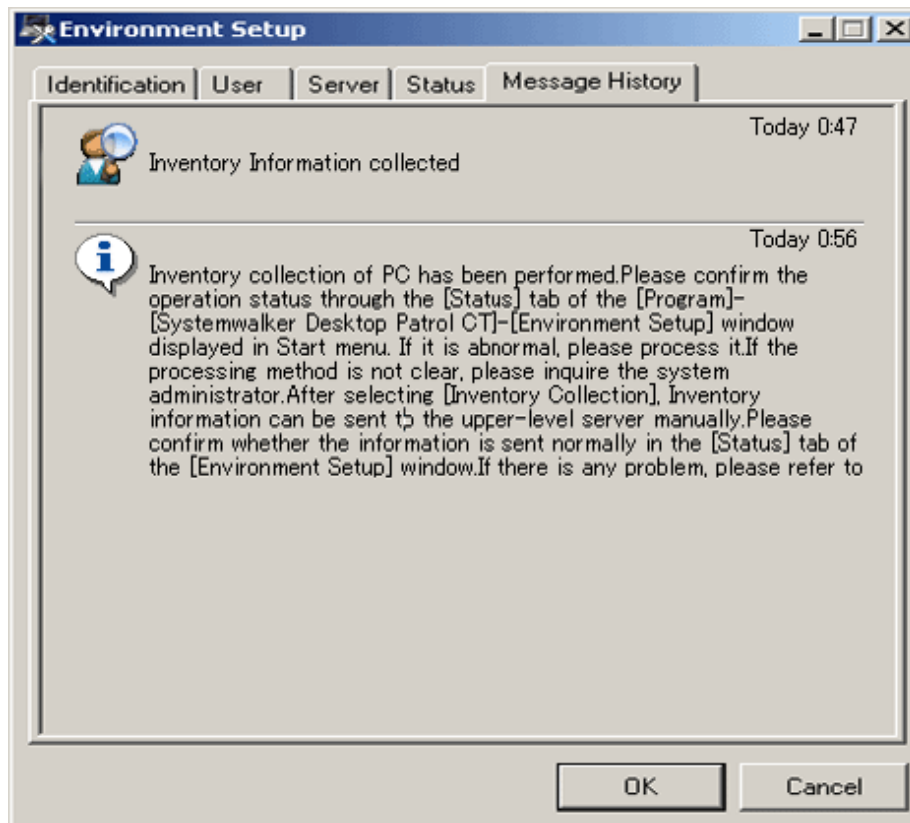 Environment Setup
Identification User Server Status Message History
Today 0:47
Inventory Information collected
Today 0:56
Inventory collection of PC has been performed.Please confirm the
operation status through the [Status] tab of the [Program]-
[Systemwalker Desktop Patrol CT]-[Environment Setup] window
displayed in Start menu. If it is abnormal, please process it.If the
processing method is not clear, please inquire the system
administrator.After selecting [Inventory Collection], Inventory
information can be sent to the upper-level server manually.Please
confirm whether the information is sent normally in the [Status] tab of
the [Environment Setup] window.If there is any problem, please refer to
OK Cancel